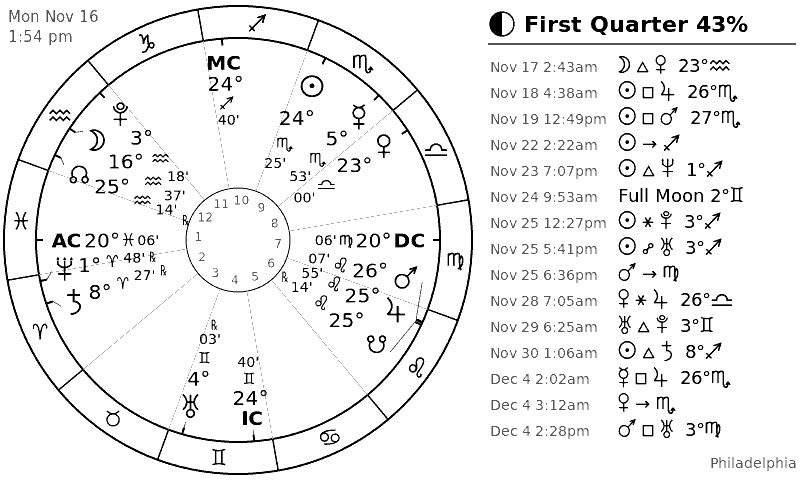 Mon Nov 16
1:54 pm
MC
24°
♐
40'
☉
24°
♏
25'
☿
5°
♏
53'
♀
23°
♎
00'
♇
3°
♒
18'
℞
☽
16°
♒
37'
☊
25°
♒
14'
℞
AC 20° ♓ 06'
♆ 1° ♈ 48' ℞
♄ 8° ♈ 27' ℞
06' ♍ 20° DC
07' ♌ 26° ♂
55' ♌ 25° ♃
℞ 14' ♌ 25° ☋
℞
03'
♊
4°
♅
40'
♊
24°
IC
1
2
3
4
5
6
7
8
9
10
11
12
♐
♏
♎
♍
♌
♋
♊
♉
♈
♓
♒
♑
First Quarter 43%
Nov 17 2:43am ☽ △ ♀ 23°♒
Nov 18 4:38am ☉ □ ♃ 26°♏
Nov 19 12:49pm ☉ □ ♂ 27°♏
Nov 22 2:22am ☉ → ♐
Nov 23 7:07pm ☉ △ ♆ 1°♐
Nov 24 9:53am Full Moon 2°♊
Nov 25 12:27pm ☉ ⚹ ♇ 3°♐
Nov 25 5:41pm ☉ ☍ ♅ 3°♐
Nov 25 6:36pm ♂ → ♍
Nov 28 7:05am ♀ ⚹ ♃ 26°♎
Nov 29 6:25am ♅ △ ♇ 3°♊
Nov 30 1:06am ☉ △ ♄ 8°♐
Dec 4 2:02am ☿ □ ♃ 26°♏
Dec 4 3:12am ♀ → ♏
Dec 4 2:28pm ♂ □ ♅ 3°♍
Philadelphia